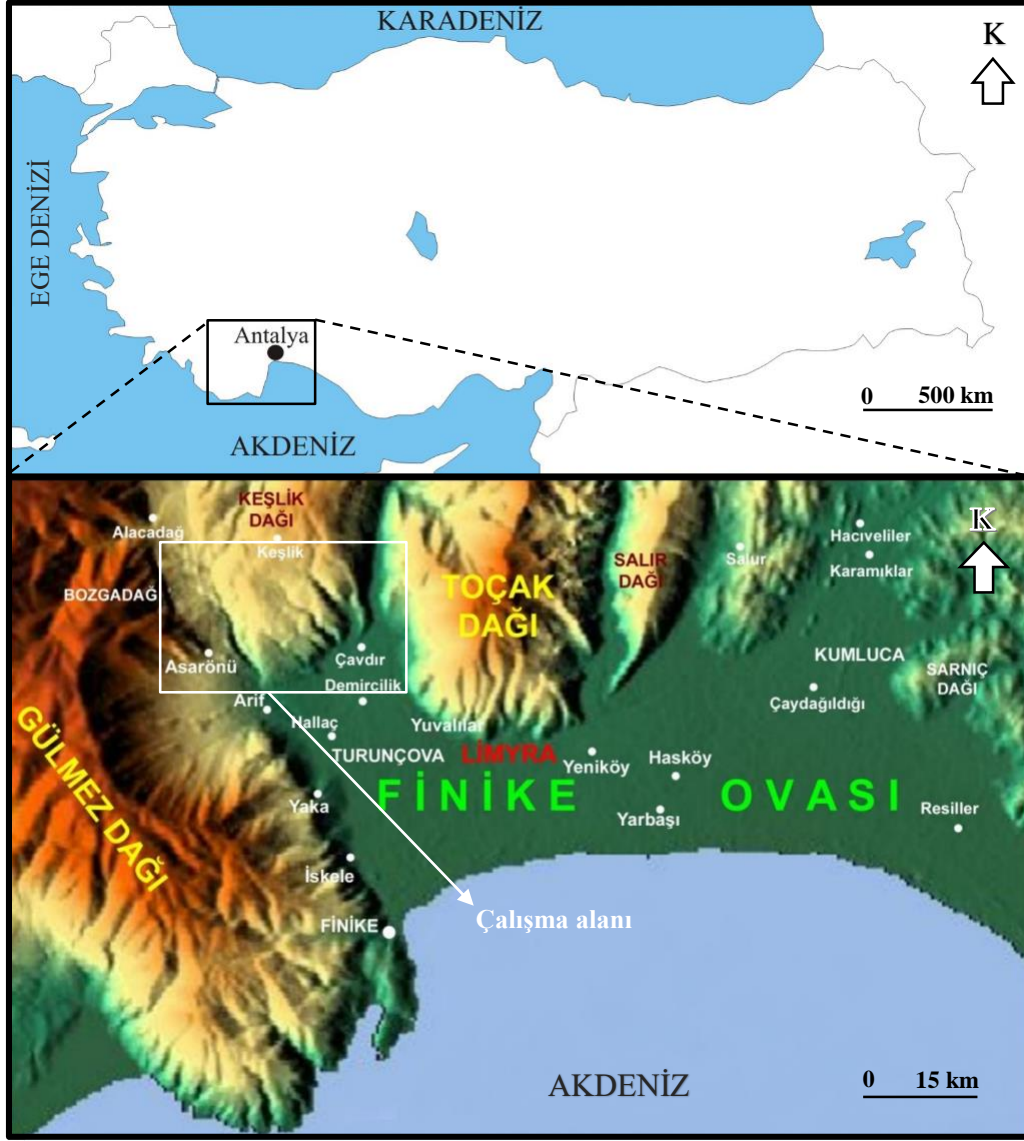 KARADENİZ
K
EGE DENİZİ
Antalya
0 500 km
AKDENİZ
KEŞLİK
DAĞI
Alacadağ
Keşlik
K
Hacıveliler
SALIR
DAĞI
Salur
Karamıklar
BOZGADAĞ
TOÇAK
DAĞI
Asarönü
Çavdır
KUMLUCA
SARNIÇ
DAĞI
Demircilik
Arif
Çaydağıldığı
Hallaç
Yuvalılar
TURUNÇOVA
LİMYRA
Yeniköy
Hasköy
GÜLMEZ DAĞI
Yaka
FİNİKE OVASI
Yarbaşı
Resiller
İskele
FİNİKE
Çalışma alanı
AKDENİZ
0 15 km